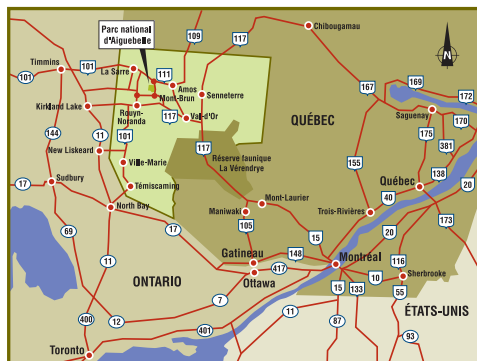 Parc national
d'Aiguebelle
109
117
Chibougamau
N
Timmins
101
La Sarre
111
101
Amos
Senneterre
167
169
172
Kirkland Lake
Mont-Brun
Rouyn-
Noranda
117
Val-d'Or
QUÉBEC
Saguenay
170
144
11
101
117
175
381
New Liskeard
Ville-Marie
Réserve faunique
La Vérendrye
155
138
17
Sudbury
Témiscaming
Mont-Laurier
Québec
20
North Bay
Maniwaki
Trois-Rivières
40
69
17
105
15
20
173
11
Gatineau
148
Montréal
116
ONTARIO
Ottawa
417
10
Sherbrooke
7
15
133
55
400
12
401
11
87
ÉTATS-UNIS
93
Toronto